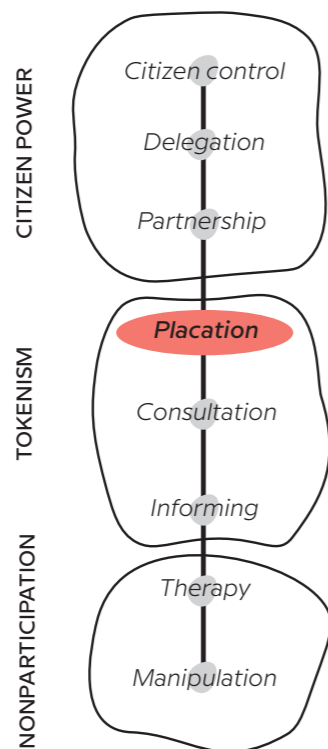 CITIZEN POWER
Citizen control
Delegation
Partnership
TOKENISM
Placation
Consultation
Informing
NONPARTICIPATION
Therapy
Manipulation